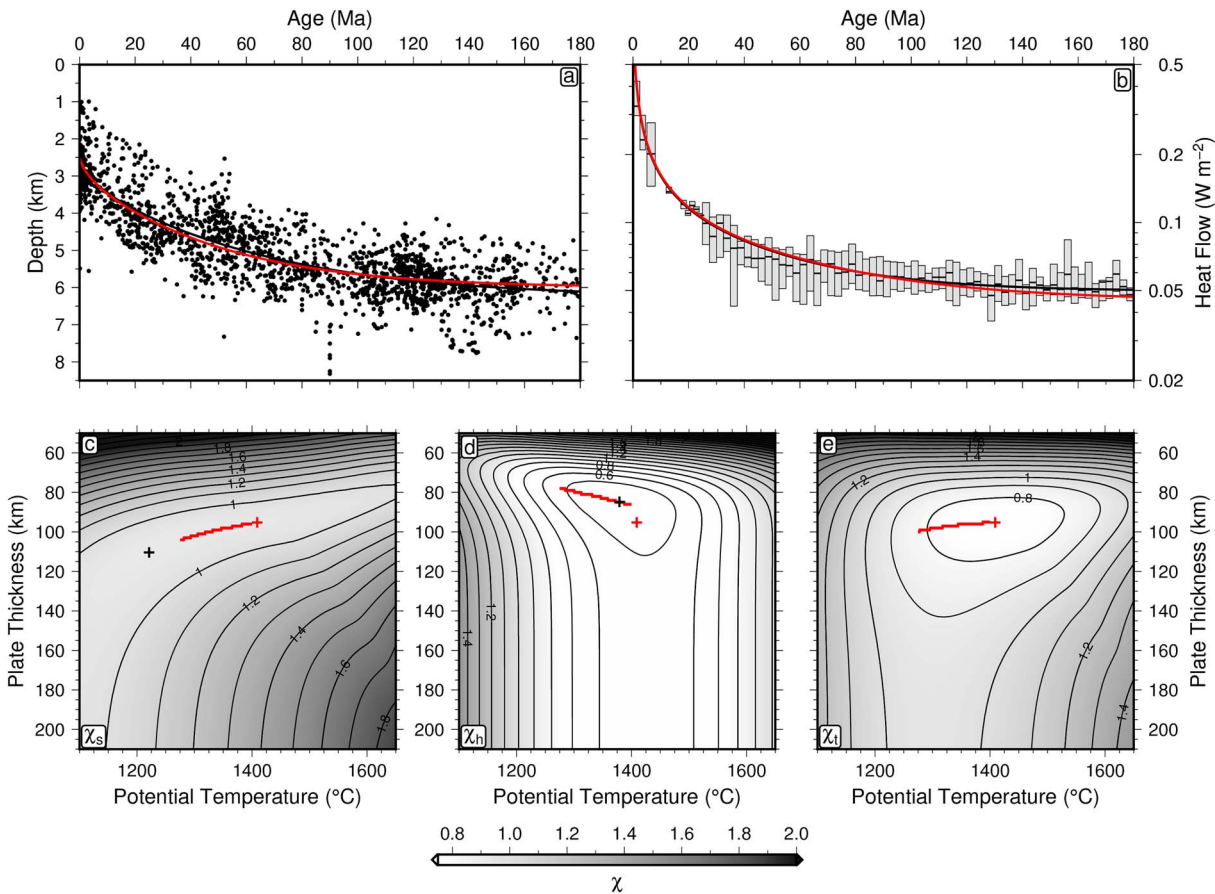 Age (Ma)
0 20 40 60 80 100 120 140 160 180
Depth (km)
0
1
2
3
4
5
6
7
8
a
Age (Ma)
0 20 40 60 80 100 120 140 160 180
b
0.5
0.2
0.1
0.05
0.02
Heat Flow (W m⁻²)
Plate Thickness (km)
60
80
100
120
140
160
180
200
c
2
1.8
1.6
1.4
1.2
1
1
1.2
1.4
1.6
1.8
χs
1200 1400 1600
Potential Temperature (°C)
d
1.2
1
0.8
0.6
1.2
1.4
χh
1200 1400 1600
Potential Temperature (°C)
e
1.4
1.2
1
0.8
1.2
1.4
χt
1200 1400 1600
Potential Temperature (°C)
60
80
100
120
140
160
180
200
Plate Thickness (km)
0.8 1.0 1.2 1.4 1.6 1.8 2.0
χ